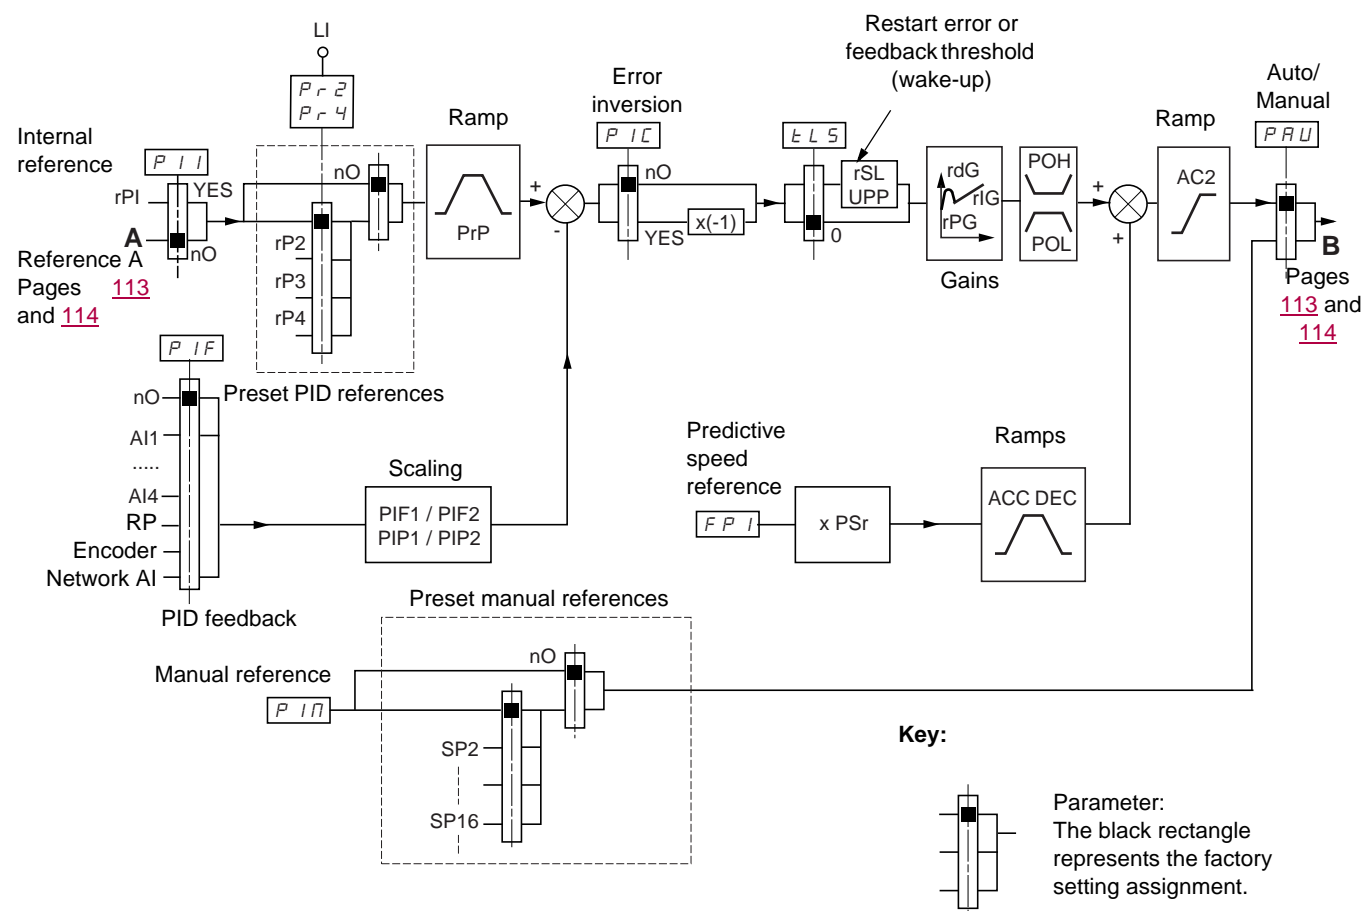 LI
Pr2
Pr4
Internal
reference
PII
rPI
YES
A
nO
Reference A
Pages 113
and 114
nO
rP2
rP3
rP4
Preset PID references
Ramp
PrP
+
-
Error
inversion
PIC
nO
YES
x(-1)
Restart error or
feedback threshold
(wake-up)
tLS
rSL
UPP
0
rdG
rIG
rPG
Gains
POH
POL
+
+
Ramp
AC2
Auto/
Manual
PAU
B
Pages
113 and
114
PIF
nO
AI1
.....
AI4
RP
Encoder
Network AI
PID feedback
Scaling
PIF1 / PIF2
PIP1 / PIP2
Predictive
speed
reference
FPI
x PSr
Ramps
ACC DEC
Preset manual references
Manual reference
PIM
nO
SP2
SP16
Key:
Parameter:
The black rectangle
represents the factory
setting assignment.